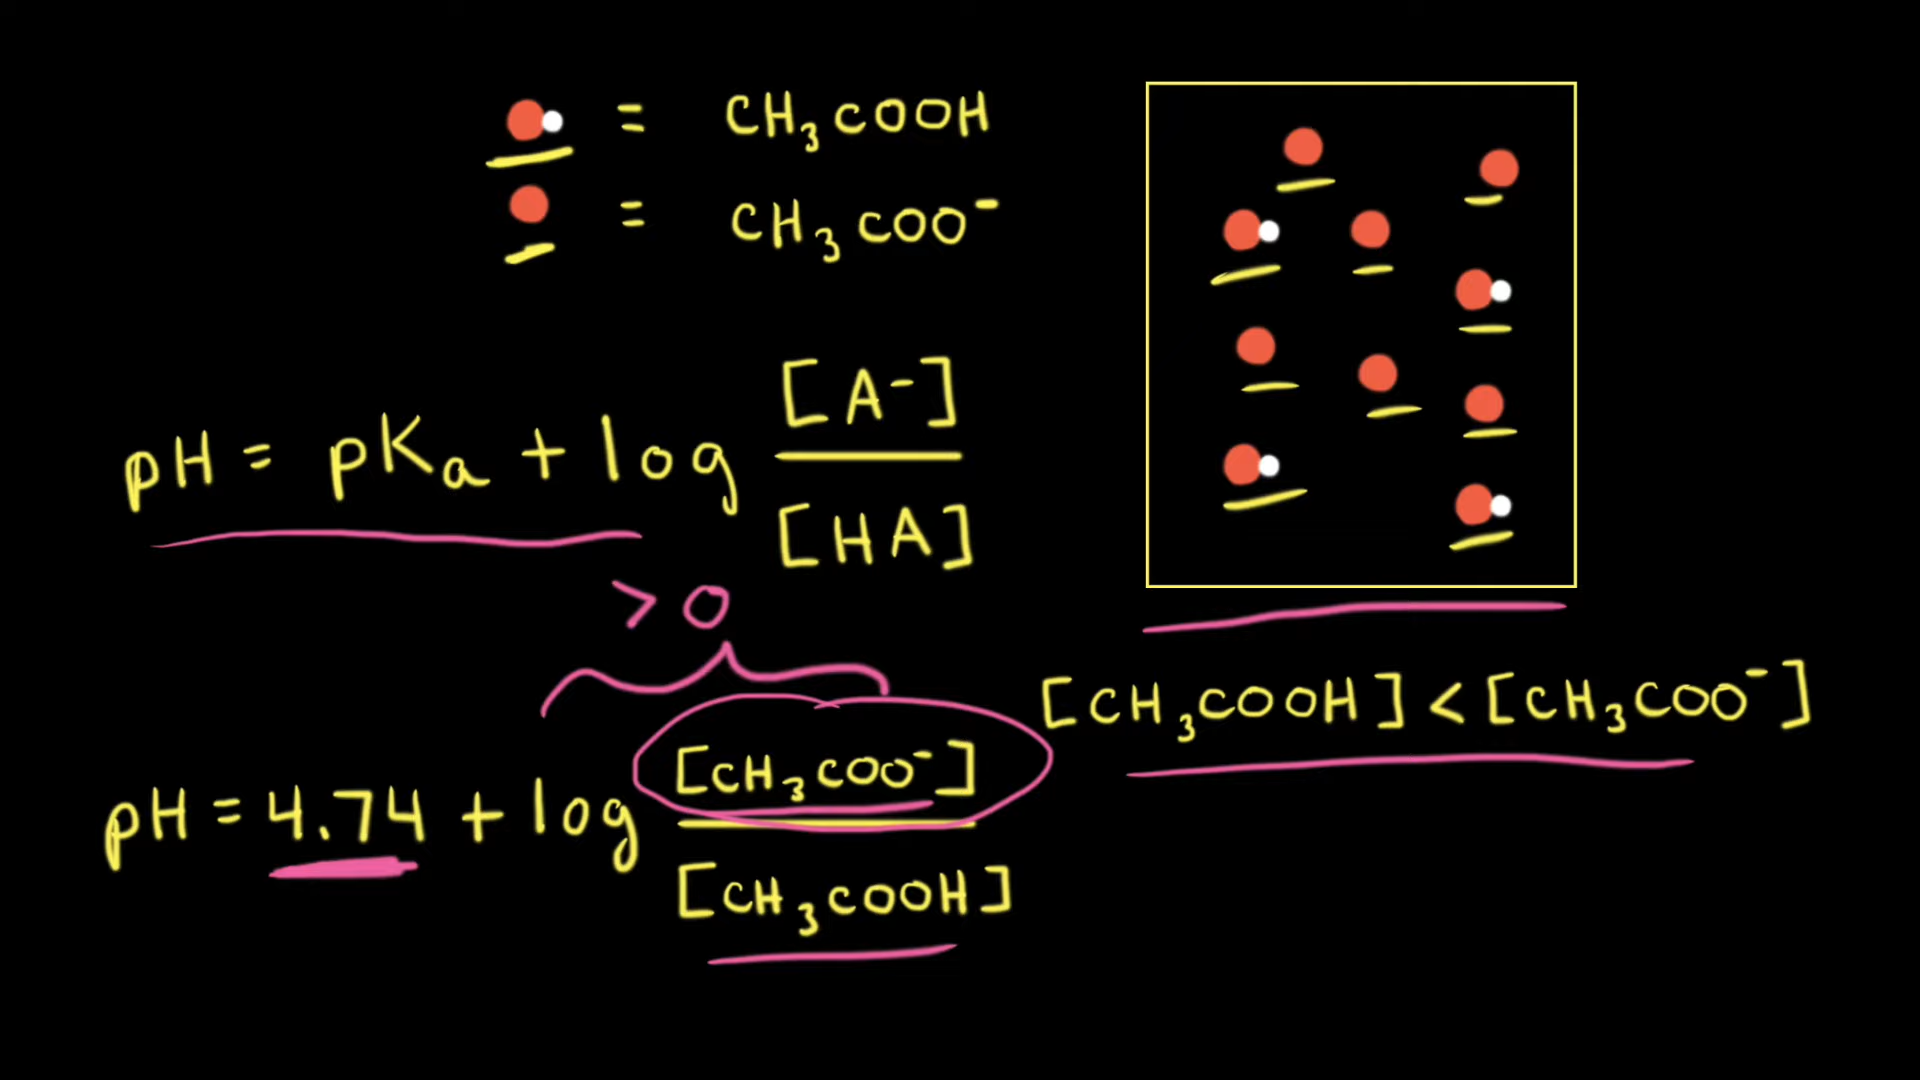 = CH₃COOH
= CH₃COO⁻
pH = pKa + log [A⁻] / [HA]
> 0
[CH₃COOH] < [CH₃COO⁻]
pH = 4.74 + log [CH₃COO⁻] / [CH₃COOH]